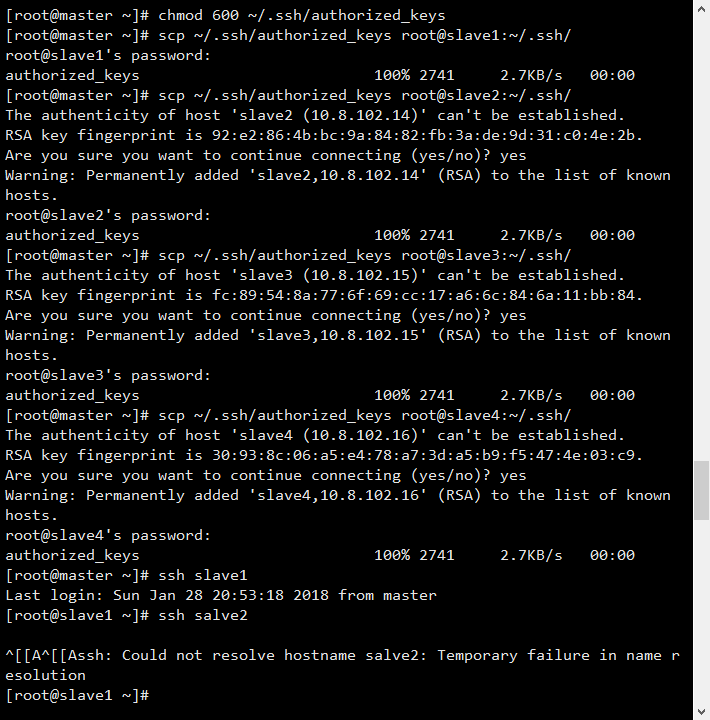 [root@master ~]# chmod 600 ~/.ssh/authorized_keys
[root@master ~]# scp ~/.ssh/authorized_keys root@slave1:~/.ssh/
root@slave1's password:
authorized_keys                          100% 2741     2.7KB/s   00:00
[root@master ~]# scp ~/.ssh/authorized_keys root@slave2:~/.ssh/
The authenticity of host 'slave2 (10.8.102.14)' can't be established.
RSA key fingerprint is 92:e2:86:4b:bc:9a:84:82:fb:3a:de:9d:31:c0:4e:2b.
Are you sure you want to continue connecting (yes/no)? yes
Warning: Permanently added 'slave2,10.8.102.14' (RSA) to the list of known
hosts.
root@slave2's password:
authorized_keys                          100% 2741     2.7KB/s   00:00
[root@master ~]# scp ~/.ssh/authorized_keys root@slave3:~/.ssh/
The authenticity of host 'slave3 (10.8.102.15)' can't be established.
RSA key fingerprint is fc:89:54:8a:77:6f:69:cc:17:a6:6c:84:6a:11:bb:84.
Are you sure you want to continue connecting (yes/no)? yes
Warning: Permanently added 'slave3,10.8.102.15' (RSA) to the list of known
hosts.
root@slave3's password:
authorized_keys                          100% 2741     2.7KB/s   00:00
[root@master ~]# scp ~/.ssh/authorized_keys root@slave4:~/.ssh/
The authenticity of host 'slave4 (10.8.102.16)' can't be established.
RSA key fingerprint is 30:93:8c:06:a5:e4:78:a7:3d:a5:b9:f5:47:4e:03:c9.
Are you sure you want to continue connecting (yes/no)? yes
Warning: Permanently added 'slave4,10.8.102.16' (RSA) to the list of known
hosts.
root@slave4's password:
authorized_keys                          100% 2741     2.7KB/s   00:00
[root@master ~]# ssh slave1
Last login: Sun Jan 28 20:53:18 2018 from master
[root@slave1 ~]# ssh salve2
^[[A^[[Assh: Could not resolve hostname salve2: Temporary failure in name r
esolution
[root@slave1 ~]#